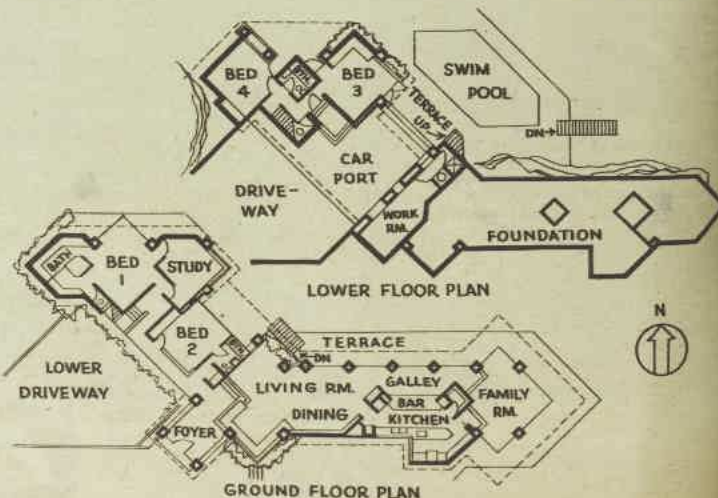 BED
4
BATH
BED
3
SWIM
POOL
TERRACE
UP
DN→
CAR
PORT
DRIVE-
WAY
WORK
RM.
FOUNDATION
LOWER FLOOR PLAN
N
BATH
BED
1
STUDY
BED
2
TERRACE
DN
LOWER
DRIVEWAY
LIVING RM.
GALLEY
BAR
FAMILY
RM.
DINING
KITCHEN
FOYER
GROUND FLOOR PLAN